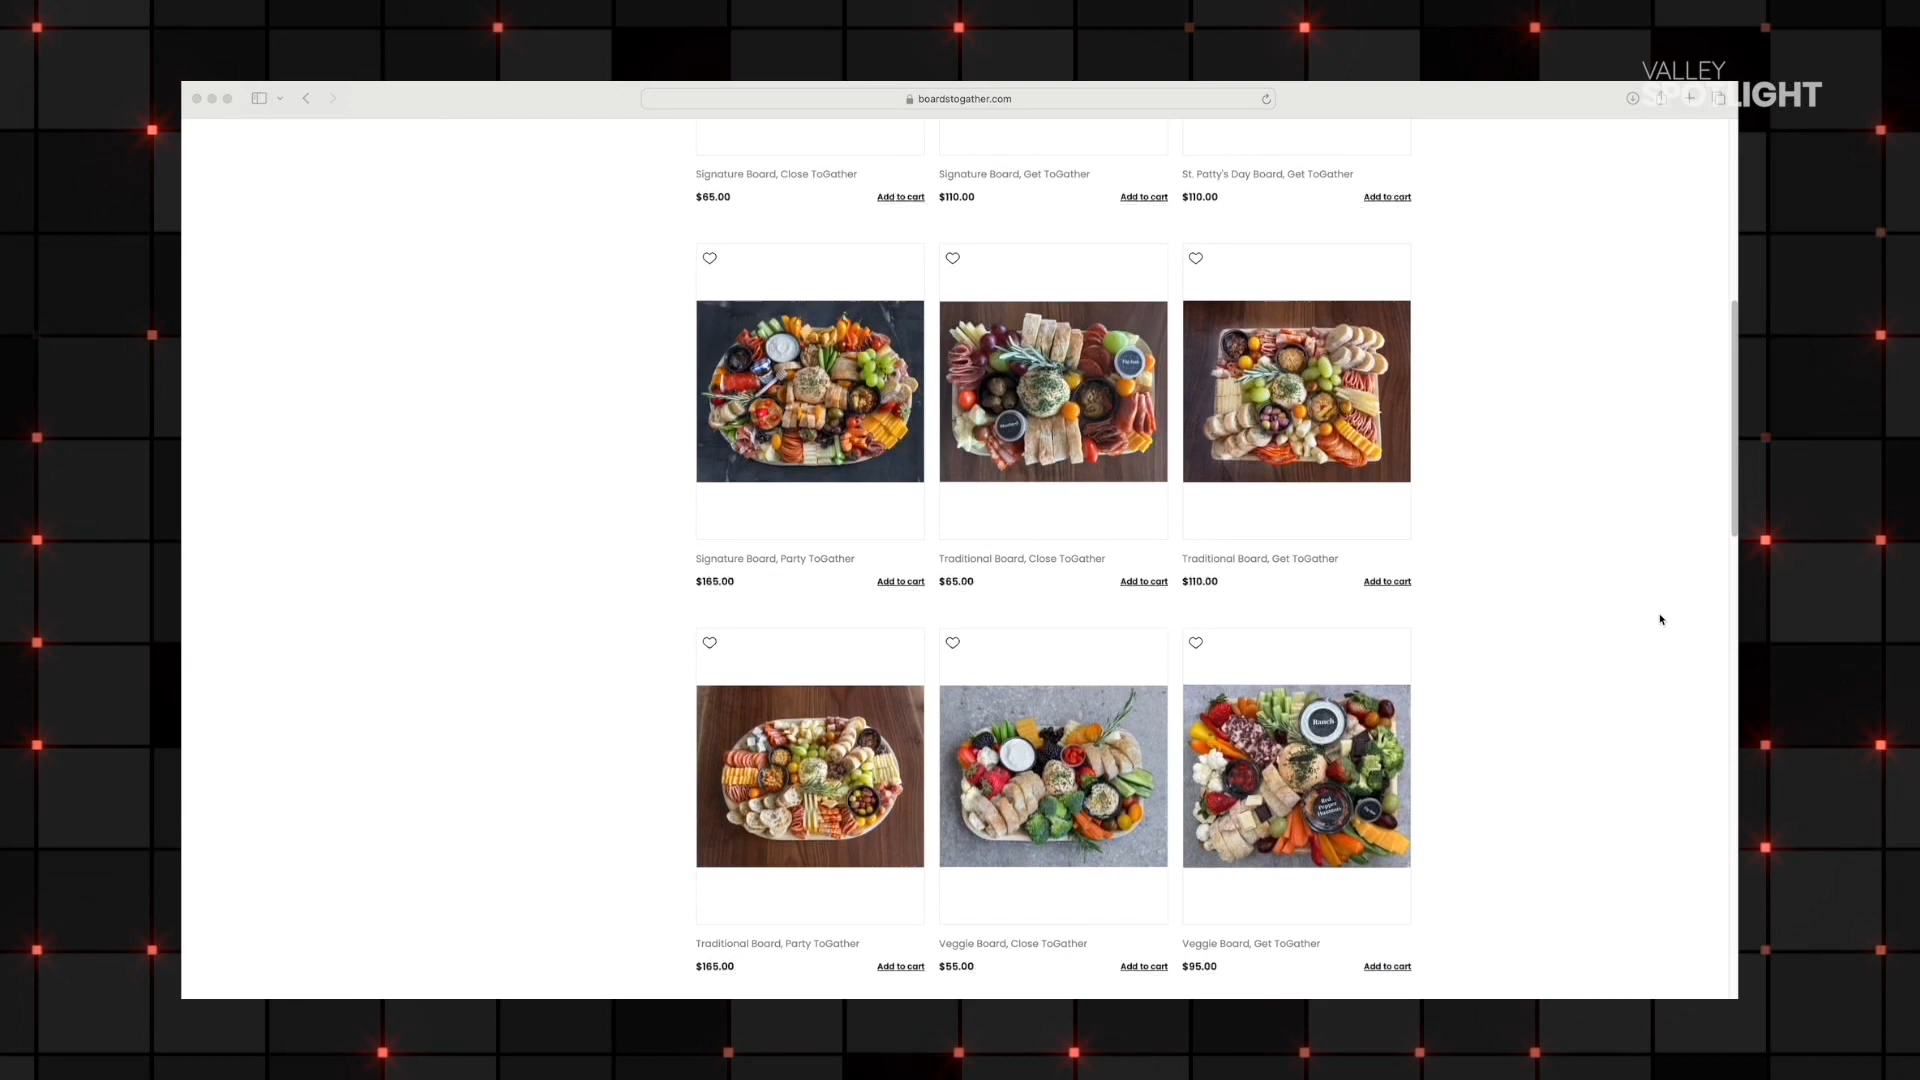 VALLEY
SPOTLIGHT
boardstogather.com
Signature Board, Close ToGather
$65.00 Add to cart
Signature Board, Get ToGather
$110.00 Add to cart
St. Patty's Day Board, Get ToGather
$110.00 Add to cart
Signature Board, Party ToGather
$165.00 Add to cart
Traditional Board, Close ToGather
$65.00 Add to cart
Traditional Board, Get ToGather
$110.00 Add to cart
Ranch
Red
Pepper
Hummus
Traditional Board, Party ToGather
$165.00 Add to cart
Veggie Board, Close ToGather
$55.00 Add to cart
Veggie Board, Get ToGather
$95.00 Add to cart